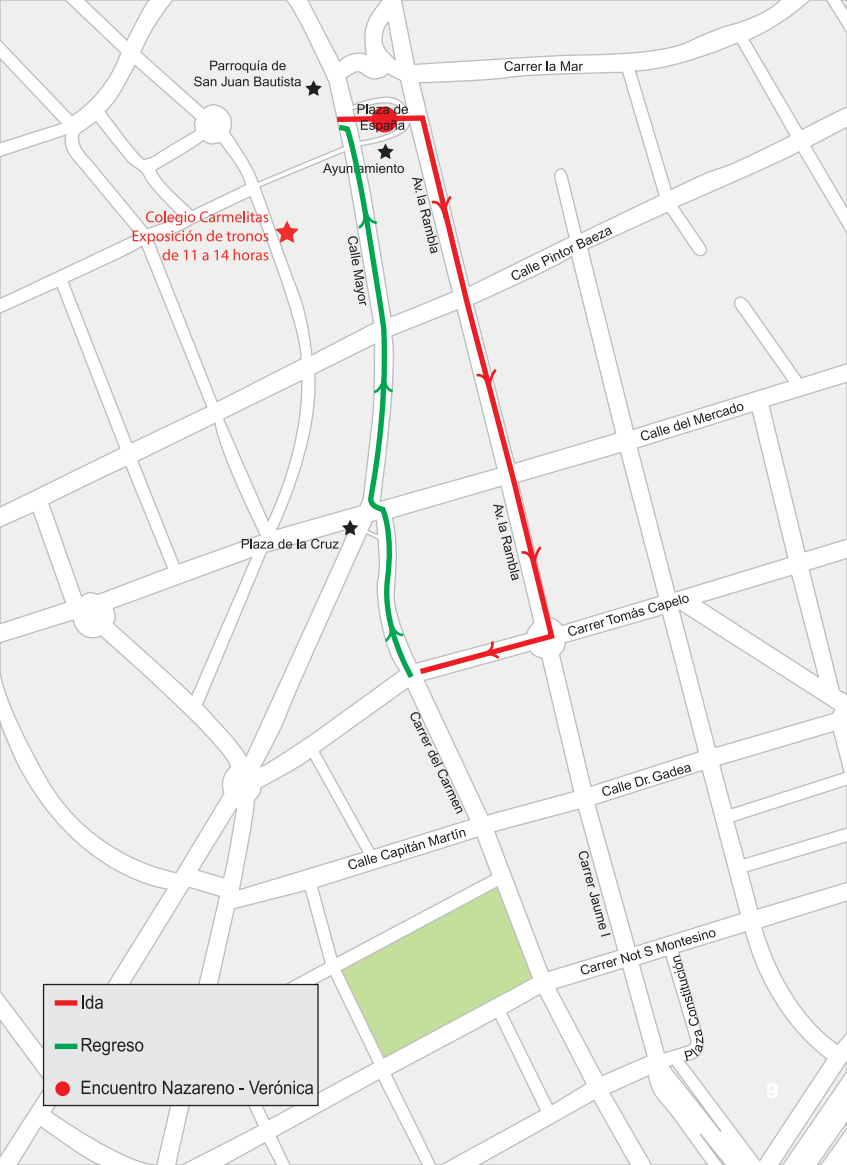 Carrer la Mar
Parroquía de
San Juan Bautista
Plaza de
España
Ayuntamiento
Av. la Rambla
Colegio Carmelitas
Exposición de tronos
de 11 a 14 horas
Calle Mayor
Calle Pintor Baeza
Calle del Mercado
Av. la Rambla
Plaza de la Cruz
Carrer Tomás Capelo
Carrer del Carmen
Calle Dr. Gadea
Calle Capitán Martín
Carrer Jaume I
Carrer Not S Montesino
Plaza Constitución
Ida
Regreso
Encuentro Nazareno - Verónica
9